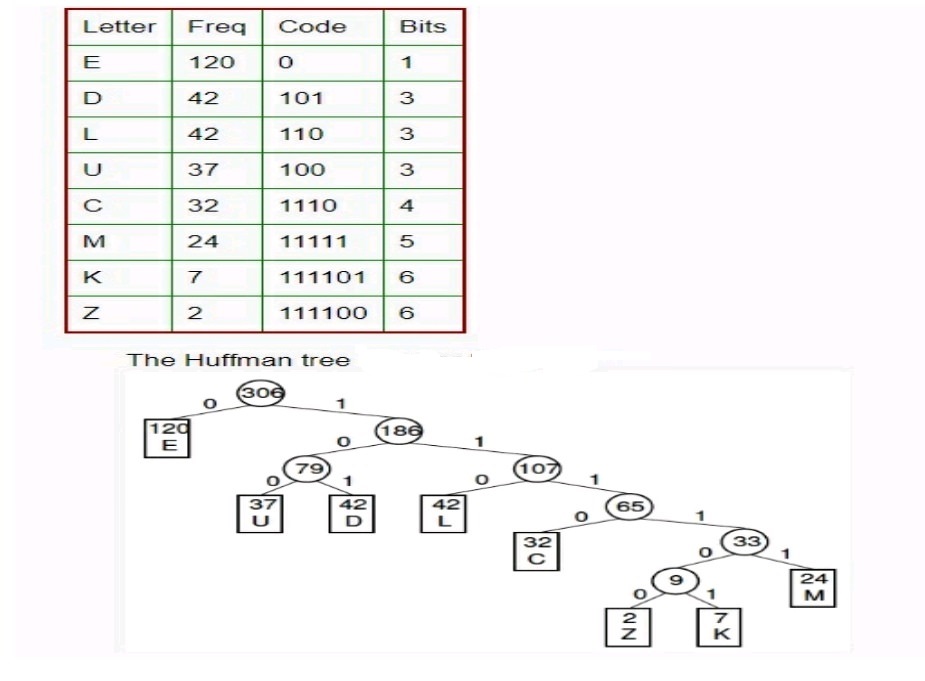 Letter Freq Code Bits
E 120 0 1
D 42 101 3
L 42 110 3
U 37 100 3
C 32 1110 4
M 24 11111 5
K 7 111101 6
Z 2 111100 6
The Huffman tree
306
0 1
120
E
186
0 1
79
107
0 1
0 1
37
U
42
D
42
L
65
0 1
32
C
33
0 1
9
24
M
0 1
2
Z
7
K